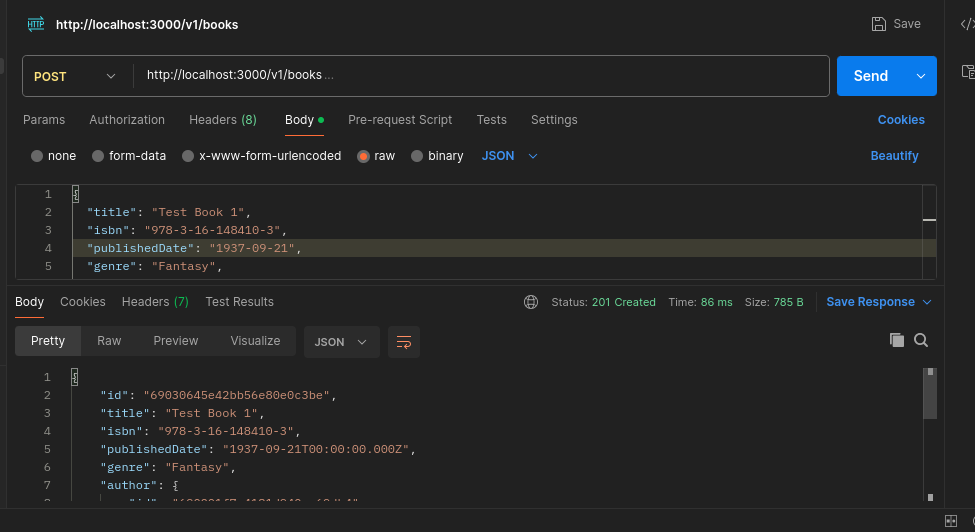 HTTP http://localhost:3000/v1/books Save
POST http://localhost:3000/v1/books ... Send
Params Authorization Headers (8) Body Pre-request Script Tests Settings Cookies
none form-data x-www-form-urlencoded raw binary JSON Beautify
1 {
2 "title": "Test Book 1",
3 "isbn": "978-3-16-148410-3",
4 "publishedDate": "1937-09-21",
5 "genre": "Fantasy",
Body Cookies Headers (7) Test Results Status: 201 Created Time: 86 ms Size: 785 B Save Response
Pretty Raw Preview Visualize JSON
1 {
2 "id": "69030645e42bb56e80e0c3be",
3 "title": "Test Book 1",
4 "isbn": "978-3-16-148410-3",
5 "publishedDate": "1937-09-21T00:00:00.000Z",
6 "genre": "Fantasy",
7 "author": {